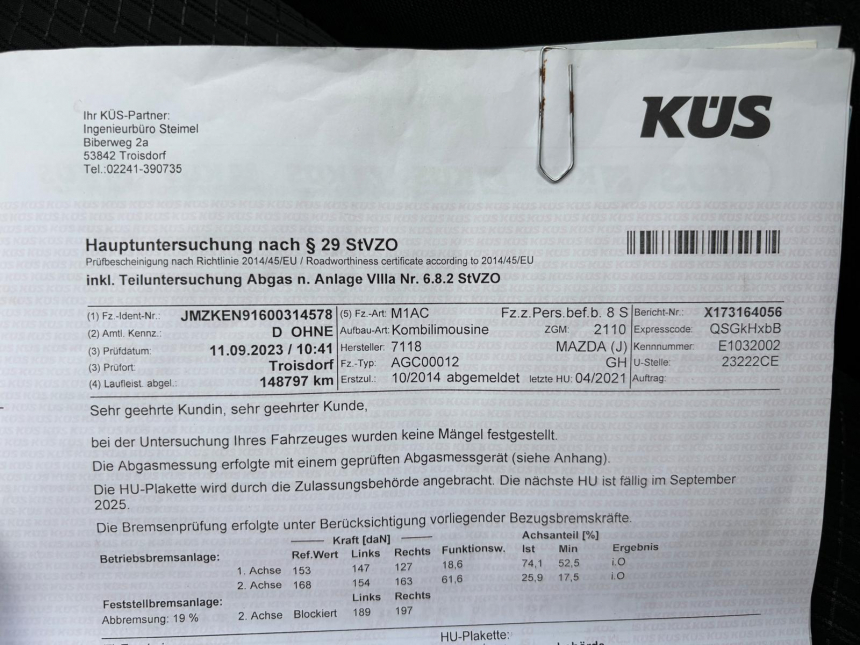 KÜS
Ihr KÜS-Partner:
Ingenieurbüro Steimel
Biberweg 2a
53842 Troisdorf
Tel.:02241-390735
Hauptuntersuchung nach § 29 StVZO
Prüfbescheinigung nach Richtlinie 2014/45/EU / Roadworthiness certificate according to 2014/45/EU
inkl. Teiluntersuchung Abgas n. Anlage VIIIa Nr. 6.8.2 StVZO
(1) Fz.-Ident-Nr.: JMZKEN91600314578 (5) Fz.-Art: M1AC Fz.z.Pers.bef.b. 8 S Bericht-Nr.: X173164056
(2) Amtl. Kennz.: D OHNE Aufbau-Art: Kombilimousine ZGM: 2110 Expresscode: QSGkHxbB
(3) Prüfdatum: 11.09.2023 / 10:41 Hersteller: 7118 MAZDA (J) Kennnummer: E1032002
(3) Prüfort: Troisdorf Fz.-Typ: AGC00012 GH U-Stelle: 23222CE
(4) Laufleist. abgel.: 148797 km Erstzul.: 10/2014 abgemeldet letzte HU: 04/2021 Auftrag:
Sehr geehrte Kundin, sehr geehrter Kunde,
bei der Untersuchung Ihres Fahrzeuges wurden keine Mängel festgestellt.
Die Abgasmessung erfolgte mit einem geprüften Abgasmessgerät (siehe Anhang).
Die HU-Plakette wird durch die Zulassungsbehörde angebracht. Die nächste HU ist fällig im September
2025.
Die Bremsenprüfung erfolgte unter Berücksichtigung vorliegender Bezugsbremskräfte.
Kraft [daN] Achsanteil [%]
Ref.Wert Links Rechts Funktionsw. Ist Min Ergebnis
Betriebsbremsanlage:
1. Achse 153 147 127 18,6 74,1 52,5 i.O
2. Achse 168 154 163 61,6 25,9 17,5 i.O
Feststellbremsanlage: Links Rechts
Abbremsung: 19 % 2. Achse Blockiert 189 197
HU-Plakette: